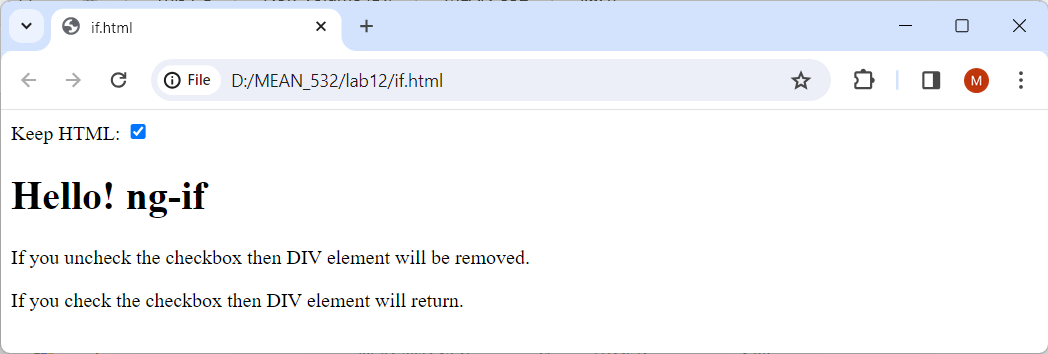 if.html
File D:/MEAN_532/lab12/if.html M
Keep HTML:
Hello! ng-if
If you uncheck the checkbox then DIV element will be removed.
If you check the checkbox then DIV element will return.